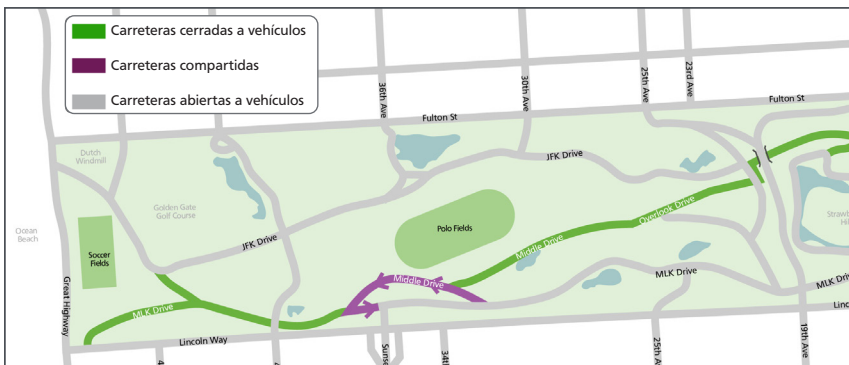 Carreteras cerradas a vehículos
Carreteras compartidas
Carreteras abiertas a vehículos
36th Ave
30th Ave
25th Ave
23rd Ave
Fulton St
Fulton St
Dutch
Windmill
JFK Drive
Golden Gate
Golf Course
Ocean
Beach
Soccer
Fields
JFK Drive
Polo Fields
Overlook Drive
Middle Drive
Middle Drive
MLK Drive
MLK Drive
MLK Drive
Great Highway
Lincoln Way
Sunse
34th
25th A
19th Ave